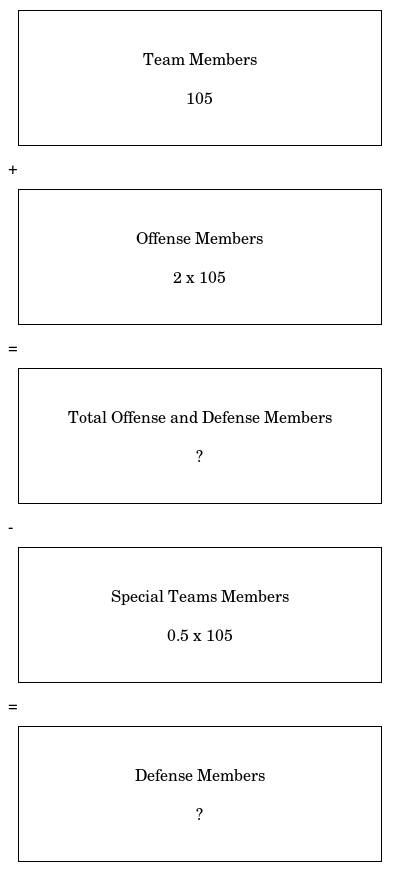 Team Members
105
+
Offense Members
2 x 105
=
Total Offense and Defense Members
?
-
Special Teams Members
0.5 x 105
=
Defense Members
?